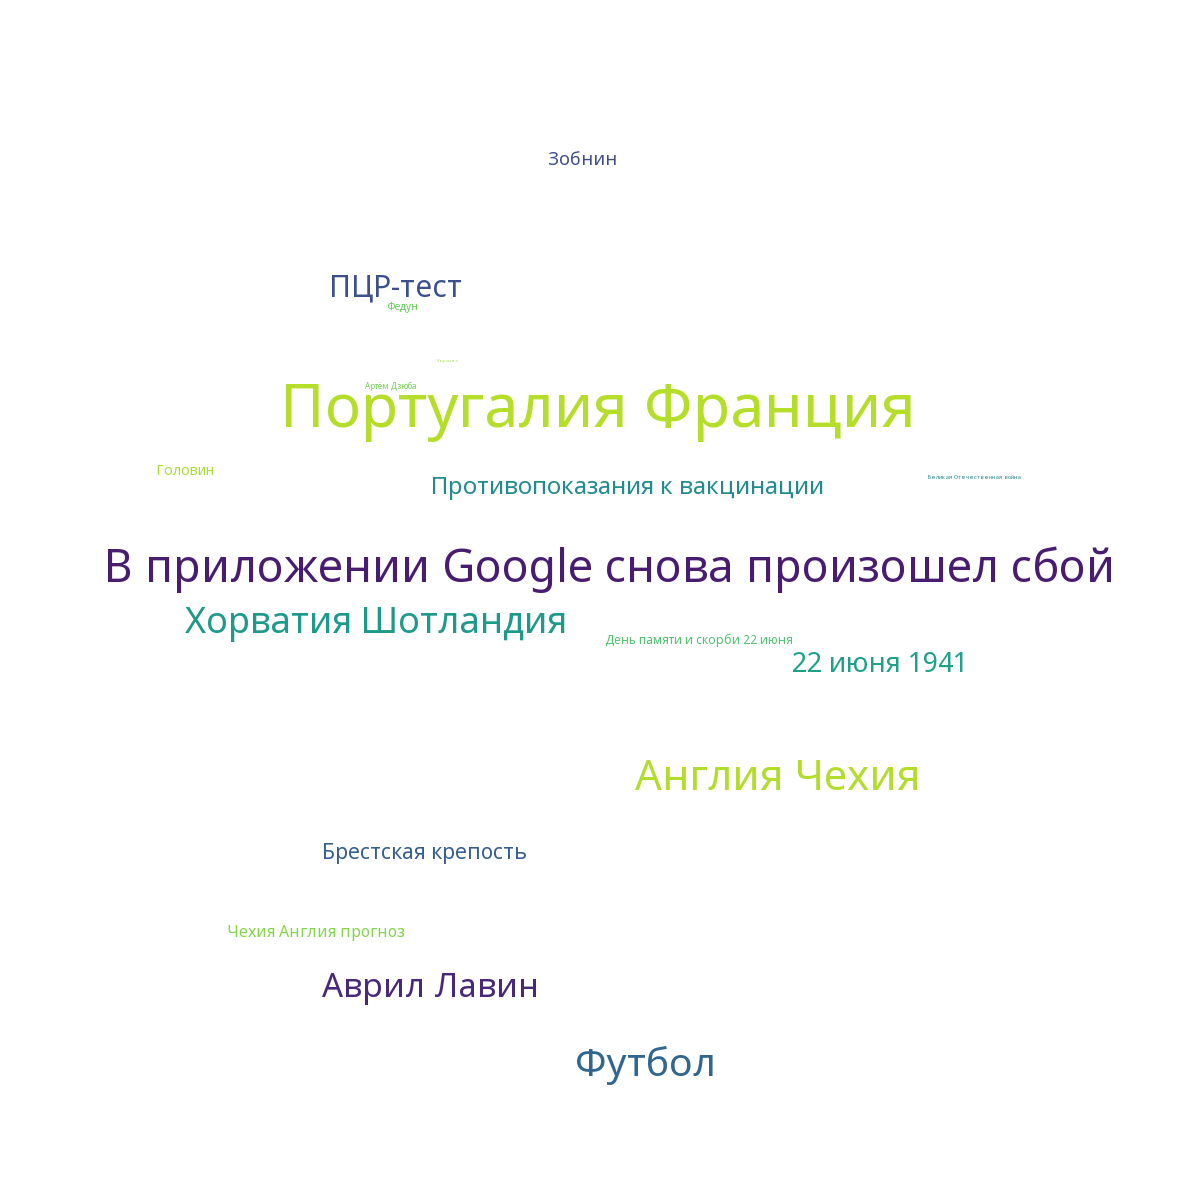 Зобнин
ПЦР-тест
Федун
Артём Дзюба
Португалия Франция
Головин
Великая Отечественная война
Противопоказания к вакцинации
В приложении Google снова произошел сбой
Хорватия Шотландия
День памяти и скорби 22 июня
22 июня 1941
Англия Чехия
Брестская крепость
Чехия Англия прогноз
Аврил Лавин
Футбол